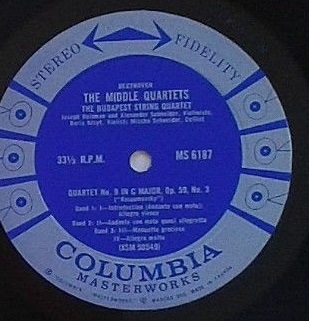 STEREO FIDELITY
BEETHOVEN
THE MIDDLE QUARTETS
THE BUDAPEST STRING QUARTET
Joseph Roisman and Alexander Schneider, Violinists,
Boris Kroyt, Violist; Mischa Schneider, Cellist
33⅓ R.P.M.
MS 6187
QUARTET No. 9 IN C MAJOR, Op. 59, No. 3
("Rasumovsky")
Band 1: I—Introduction (Andante con moto);
Allegro vivace
Band 2: II—Andante con moto quasi allegretto
Band 3: III—Menuetto grazioso
IV—Allegro molto
(XSM 50549)
COLUMBIA
MASTERWORKS
"COLUMBIA" "MASTERWORKS"